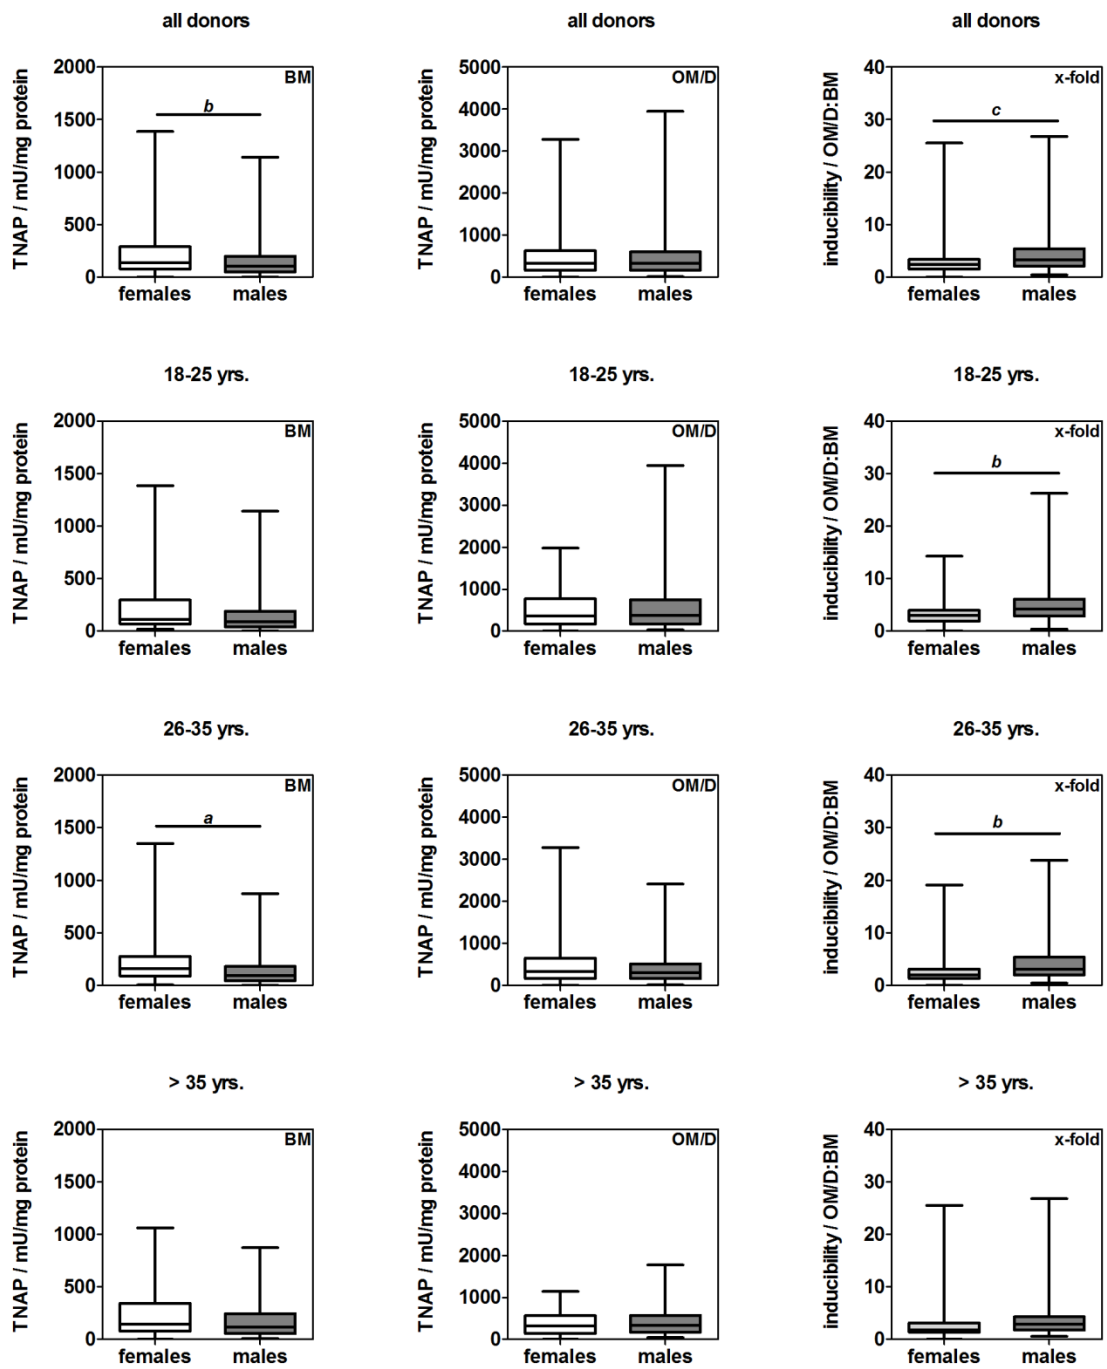 all donors
TNAP / mU/mg protein
2000
1500
1000
500
0
BM
b
females males
all donors
TNAP / mU/mg protein
5000
4000
3000
2000
1000
0
OM/D
females males
all donors
inducibility / OM/D:BM
40
30
20
10
0
x-fold
c
females males
18-25 yrs.
TNAP / mU/mg protein
2000
1500
1000
500
0
BM
females males
18-25 yrs.
TNAP / mU/mg protein
5000
4000
3000
2000
1000
0
OM/D
females males
18-25 yrs.
inducibility / OM/D:BM
40
30
20
10
0
x-fold
b
females males
26-35 yrs.
TNAP / mU/mg protein
2000
1500
1000
500
0
BM
a
females males
26-35 yrs.
TNAP / mU/mg protein
5000
4000
3000
2000
1000
0
OM/D
females males
26-35 yrs.
inducibility / OM/D:BM
40
30
20
10
0
x-fold
b
females males
> 35 yrs.
TNAP / mU/mg protein
2000
1500
1000
500
0
BM
females males
> 35 yrs.
TNAP / mU/mg protein
5000
4000
3000
2000
1000
0
OM/D
females males
> 35 yrs.
inducibility / OM/D:BM
40
30
20
10
0
x-fold
females males